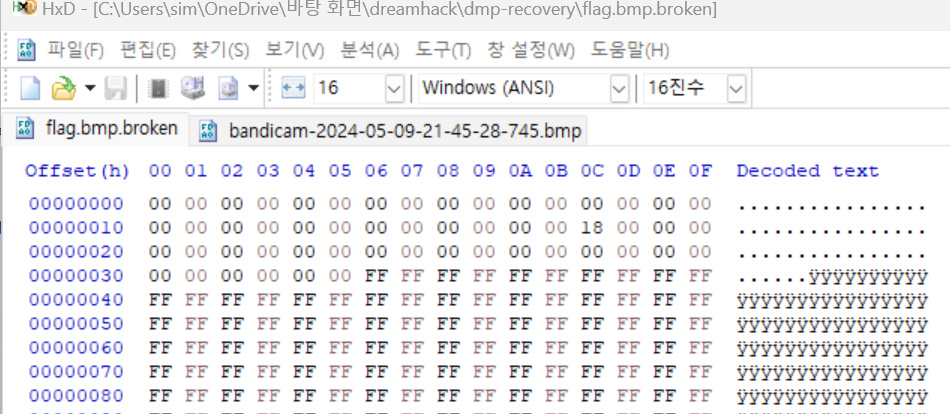 HxD - [C:\Users\sim\OneDrive\바탕 화면\dreamhack\dmp-recovery\flag.bmp.broken]
파일(F) 편집(E) 찾기(S) 보기(V) 분석(A) 도구(T) 창 설정(W) 도움말(H)
16 Windows (ANSI) 16진수
flag.bmp.broken bandicam-2024-05-09-21-45-28-745.bmp
Offset(h) 00 01 02 03 04 05 06 07 08 09 0A 0B 0C 0D 0E 0F Decoded text
00000000 00 00 00 00 00 00 00 00 00 00 00 00 00 00 00 00 ................
00000010 00 00 00 00 00 00 00 00 00 00 00 00 18 00 00 00 ................
00000020 00 00 00 00 00 00 00 00 00 00 00 00 00 00 00 00 ................
00000030 00 00 00 00 00 00 FF FF FF FF FF FF FF FF FF FF ......ÿÿÿÿÿÿÿÿÿÿ
00000040 FF FF FF FF FF FF FF FF FF FF FF FF FF FF FF FF ÿÿÿÿÿÿÿÿÿÿÿÿÿÿÿÿ
00000050 FF FF FF FF FF FF FF FF FF FF FF FF FF FF FF FF ÿÿÿÿÿÿÿÿÿÿÿÿÿÿÿÿ
00000060 FF FF FF FF FF FF FF FF FF FF FF FF FF FF FF FF ÿÿÿÿÿÿÿÿÿÿÿÿÿÿÿÿ
00000070 FF FF FF FF FF FF FF FF FF FF FF FF FF FF FF FF ÿÿÿÿÿÿÿÿÿÿÿÿÿÿÿÿ
00000080 FF FF FF FF FF FF FF FF FF FF FF FF FF FF FF FF ÿÿÿÿÿÿÿÿÿÿÿÿÿÿÿÿ